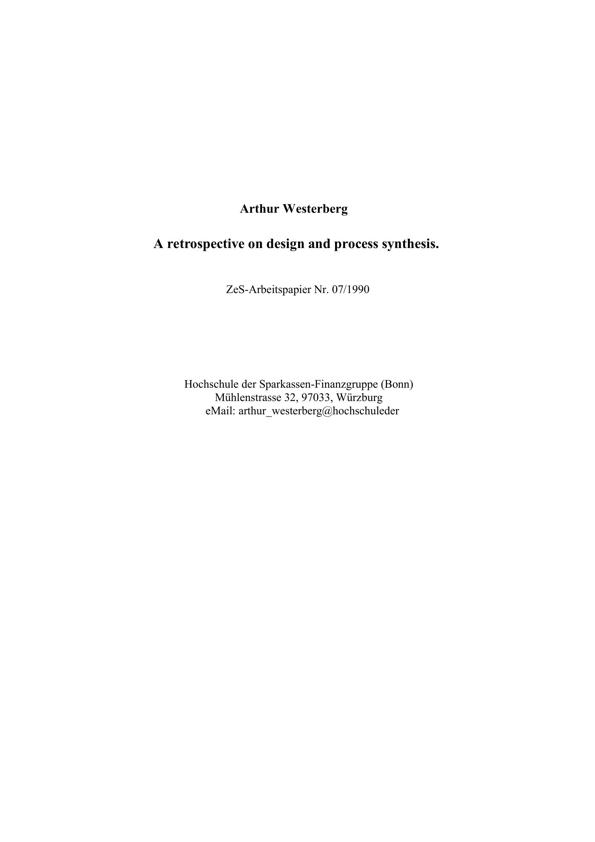 Arthur Westerberg
A retrospective on design and process synthesis.
ZeS-Arbeitspapier Nr. 07/1990
Hochschule der Sparkassen-Finanzgruppe (Bonn)
Mühlenstrasse 32, 97033, Würzburg
eMail: arthur_westerberg@hochschuleder